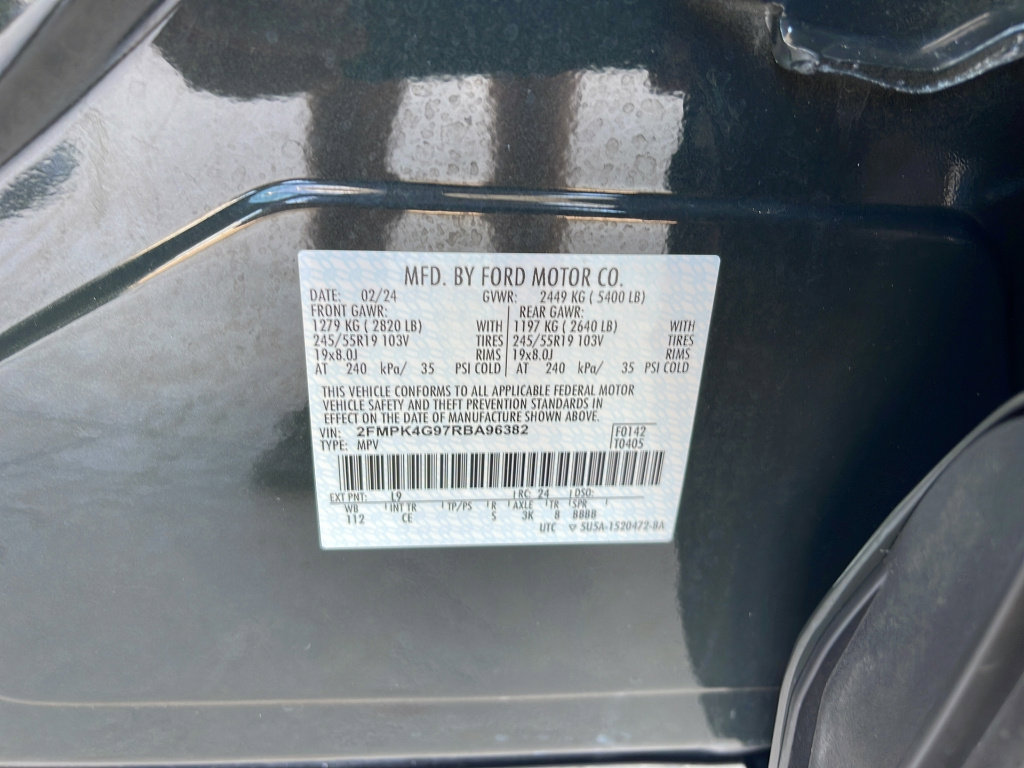 MFD. BY FORD MOTOR CO.
DATE: 02/24 GVWR: 2449 KG ( 5400 LB)
FRONT GAWR: REAR GAWR:
1279 KG ( 2820 LB) WITH 1197 KG ( 2640 LB) WITH
245/55R19 103V TIRES 245/55R19 103V TIRES
19x8.0J RIMS 19x8.0J RIMS
AT 240 kPa/ 35 PSI COLD AT 240 kPa/ 35 PSI COLD
THIS VEHICLE CONFORMS TO ALL APPLICABLE FEDERAL MOTOR
VEHICLE SAFETY AND THEFT PREVENTION STANDARDS IN
EFFECT ON THE DATE OF MANUFACTURE SHOWN ABOVE.
VIN: 2FMPK4G97RBA96382 F0142
TYPE: MPV T0405
EXT PNT: L9 RC: 24 DSO:
WB INT TR TP/PS R AXLE TR SPR
112 CE S 3K 8 8888
UTC ▽ 5U5A-1520472-BA